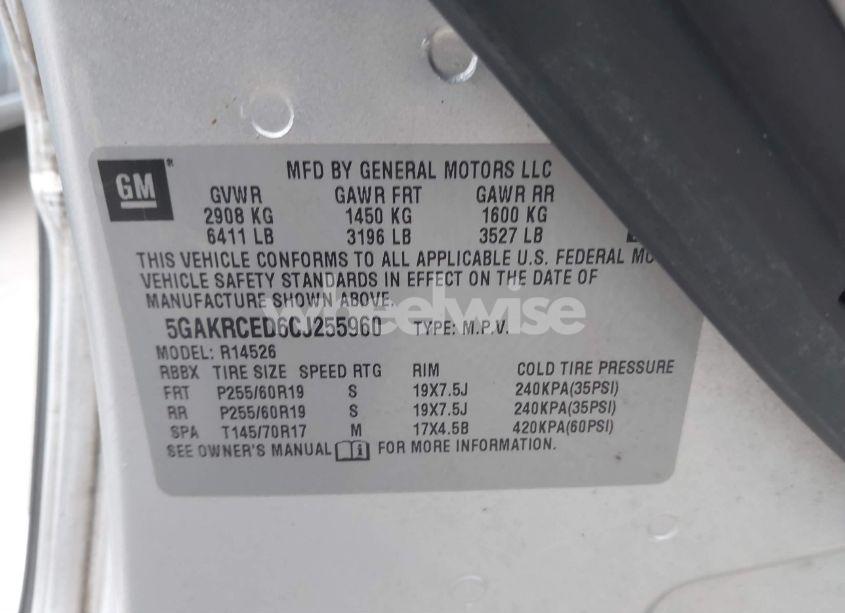 GM
MFD BY GENERAL MOTORS LLC
GVWR GAWR FRT GAWR RR
2908 KG 1450 KG 1600 KG
6411 LB 3196 LB 3527 LB
THIS VEHICLE CONFORMS TO ALL APPLICABLE U.S. FEDERAL
VEHICLE SAFETY STANDARDS IN EFFECT ON THE DATE OF
MANUFACTURE SHOWN ABOVE.
wheelwise
5GAKRCED6CJ255960 TYPE: M.P.V.
MODEL: R14526
RBBX TIRE SIZE SPEED RTG RIM COLD TIRE PRESSURE
FRT P255/60R19 S 19X7.5J 240KPA(35PSI)
RR P255/60R19 S 19X7.5J 240KPA(35PSI)
SPA T145/70R17 M 17X4.5B 420KPA(60PSI)
SEE OWNER'S MANUAL FOR MORE INFORMATION.